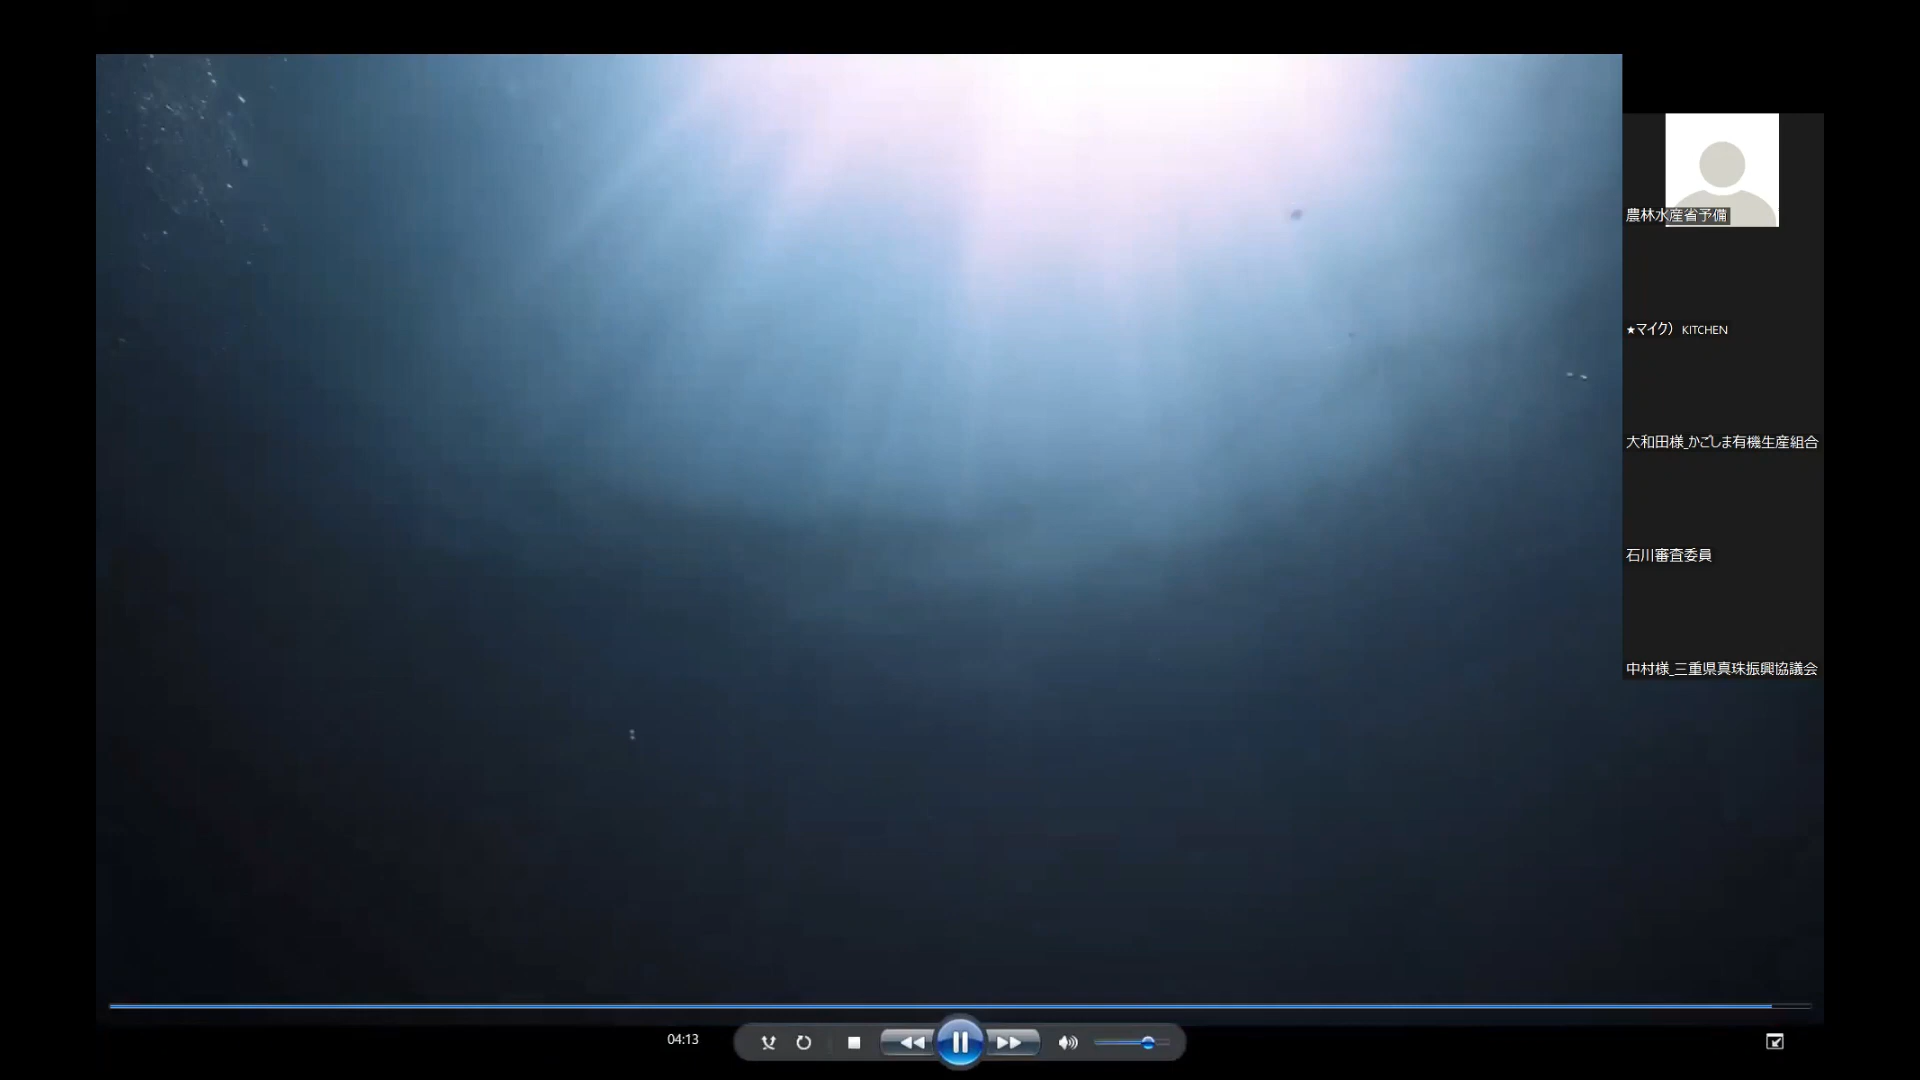 農林水産省予備
★マイク） KITCHEN
大和田様_かごしま有機生産組合
石川審査委員
中村様_三重県真珠振興協議会
04:13